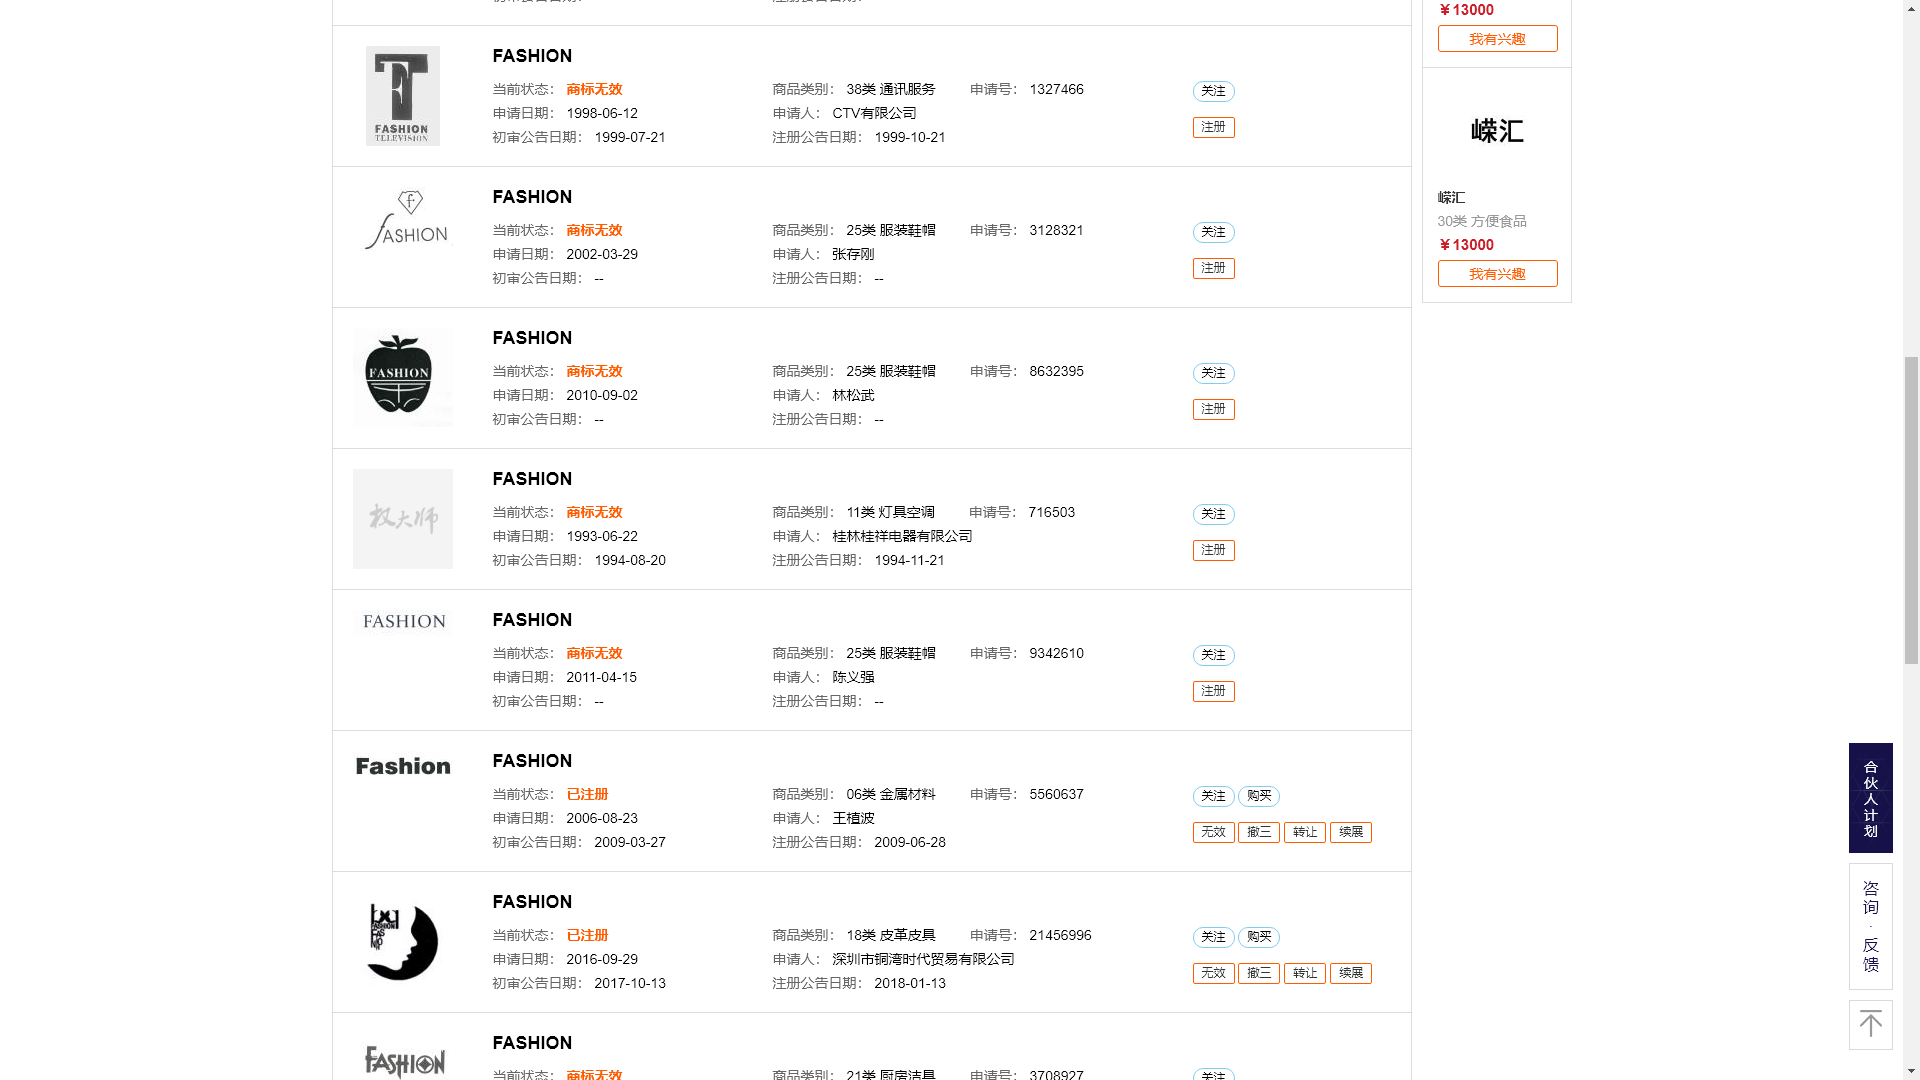 ¥13000
我有兴趣
FASHION
TELEVISION
FASHION
当前状态： 商标无效
商品类别： 38类 通讯服务
申请号： 1327466
申请日期： 1998-06-12
申请人： CTV有限公司
初审公告日期： 1999-07-21
注册公告日期： 1999-10-21
关注
注册
嵘汇
嵘汇
30类 方便食品
¥13000
我有兴趣
f
FASHION
FASHION
当前状态： 商标无效
商品类别： 25类 服装鞋帽
申请号： 3128321
申请日期： 2002-03-29
申请人： 张存刚
初审公告日期： --
注册公告日期： --
关注
注册
FASHION
FASHION
当前状态： 商标无效
商品类别： 25类 服装鞋帽
申请号： 8632395
申请日期： 2010-09-02
申请人： 林松武
初审公告日期： --
注册公告日期： --
关注
注册
权大师
FASHION
当前状态： 商标无效
商品类别： 11类 灯具空调
申请号： 716503
申请日期： 1993-06-22
申请人： 桂林桂祥电器有限公司
初审公告日期： 1994-08-20
注册公告日期： 1994-11-21
关注
注册
FASHION
FASHION
当前状态： 商标无效
商品类别： 25类 服装鞋帽
申请号： 9342610
申请日期： 2011-04-15
申请人： 陈义强
初审公告日期： --
注册公告日期： --
关注
注册
Fashion
FASHION
当前状态： 已注册
商品类别： 06类 金属材料
申请号： 5560637
申请日期： 2006-08-23
申请人： 王植波
初审公告日期： 2009-03-27
注册公告日期： 2009-06-28
关注 购买
无效 撤三 转让 续展
FASHION
当前状态： 已注册
商品类别： 18类 皮革皮具
申请号： 21456996
申请日期： 2016-09-29
申请人： 深圳市铜湾时代贸易有限公司
初审公告日期： 2017-10-13
注册公告日期： 2018-01-13
关注 购买
无效 撤三 转让 续展
FASHION
FASHION
当前状态： 商标无效
商品类别： 21类 厨房洁具
申请号： 3708927
关注
合伙人计划
咨询·反馈